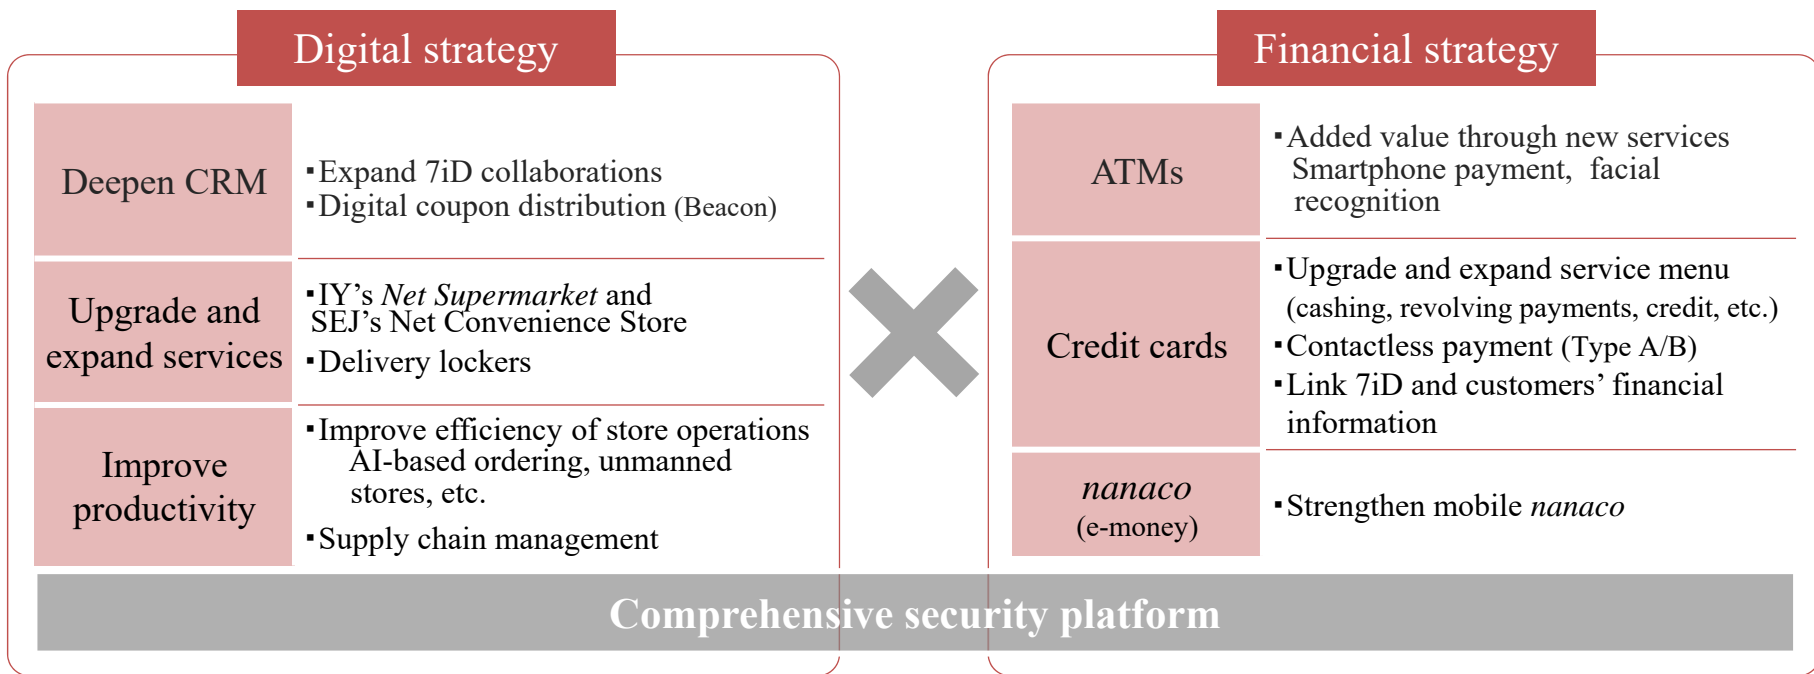 Digital strategy
Deepen CRM
▪Expand 7iD collaborations
▪Digital coupon distribution (Beacon)
Upgrade and
expand services
▪IY’s Net Supermarket and
SEJ’s Net Convenience Store
▪Delivery lockers
Improve
productivity
▪Improve efficiency of store operations
AI-based ordering, unmanned
stores, etc.
▪Supply chain management
Financial strategy
ATMs
▪Added value through new services
Smartphone payment, facial
recognition
Credit cards
▪Upgrade and expand service menu
(cashing, revolving payments, credit, etc.)
▪Contactless payment (Type A/B)
▪Link 7iD and customers’ financial
information
nanaco
(e-money)
▪Strengthen mobile nanaco
Comprehensive security platform